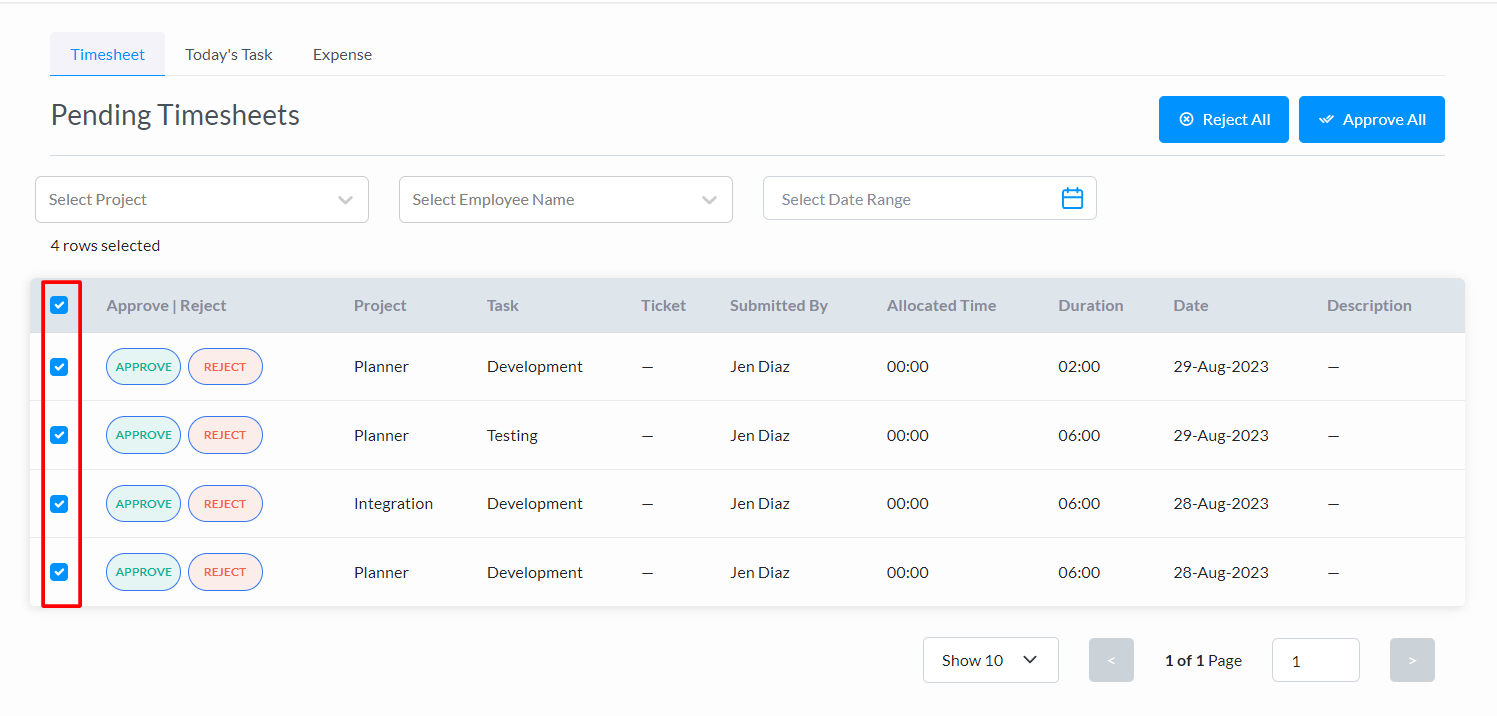 Timesheet Today's Task Expense
Pending Timesheets Reject All Approve All
Select Project Select Employee Name Select Date Range
4 rows selected
Approve | Reject Project Task Ticket Submitted By Allocated Time Duration Date Description
APPROVE REJECT Planner Development — Jen Diaz 00:00 02:00 29-Aug-2023 —
APPROVE REJECT Planner Testing — Jen Diaz 00:00 06:00 29-Aug-2023 —
APPROVE REJECT Integration Development — Jen Diaz 00:00 06:00 28-Aug-2023 —
APPROVE REJECT Planner Development — Jen Diaz 00:00 06:00 28-Aug-2023 —
Show 10 < 1 of 1 Page 1 >